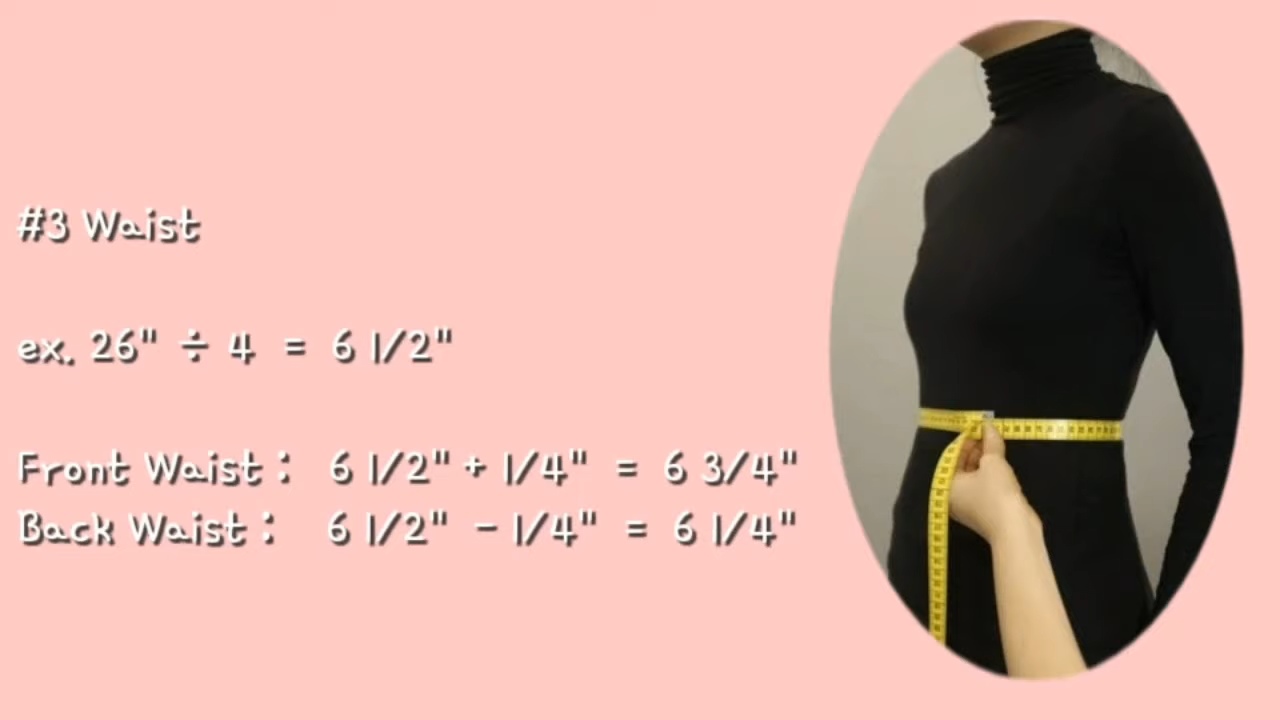 #3 Waist
ex. 26" ÷ 4 = 6 1/2"
Front Waist : 6 1/2" + 1/4" = 6 3/4"
Back Waist : 6 1/2" - 1/4" = 6 1/4"